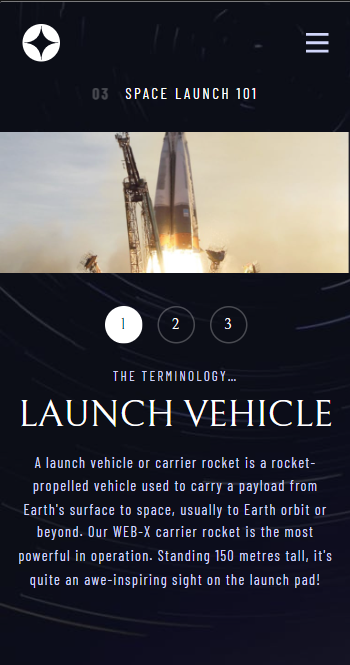 03 SPACE LAUNCH 101
1 2 3
THE TERMINOLOGY...
LAUNCH VEHICLE
A launch vehicle or carrier rocket is a rocket-
propelled vehicle used to carry a payload from
Earth's surface to space, usually to Earth orbit or
beyond. Our WEB-X carrier rocket is the most
powerful in operation. Standing 150 metres tall, it's
quite an awe-inspiring sight on the launch pad!